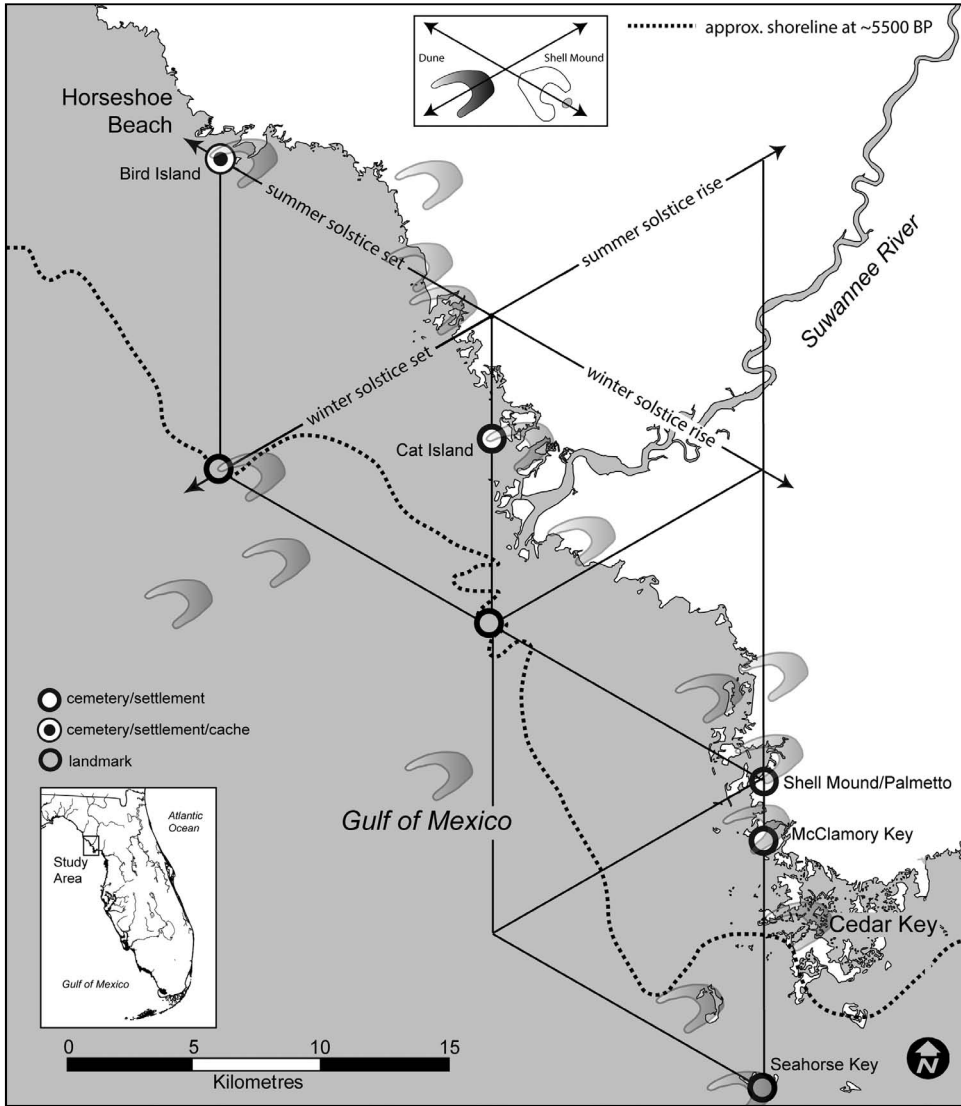 approx. shoreline at ~5500 BP
Dune
Shell Mound
Horseshoe
Beach
Bird Island
summer solstice set
summer solstice rise
Suwannee River
winter solstice set
winter solstice rise
Cat Island
cemetery/settlement
cemetery/settlement/cache
landmark
Shell Mound/Palmetto
Gulf of Mexico
McClamory Key
Atlantic
Ocean
Study
Area
Cedar Key
Gulf of Mexico
0 5 10 15
Kilometres
Seahorse Key
N